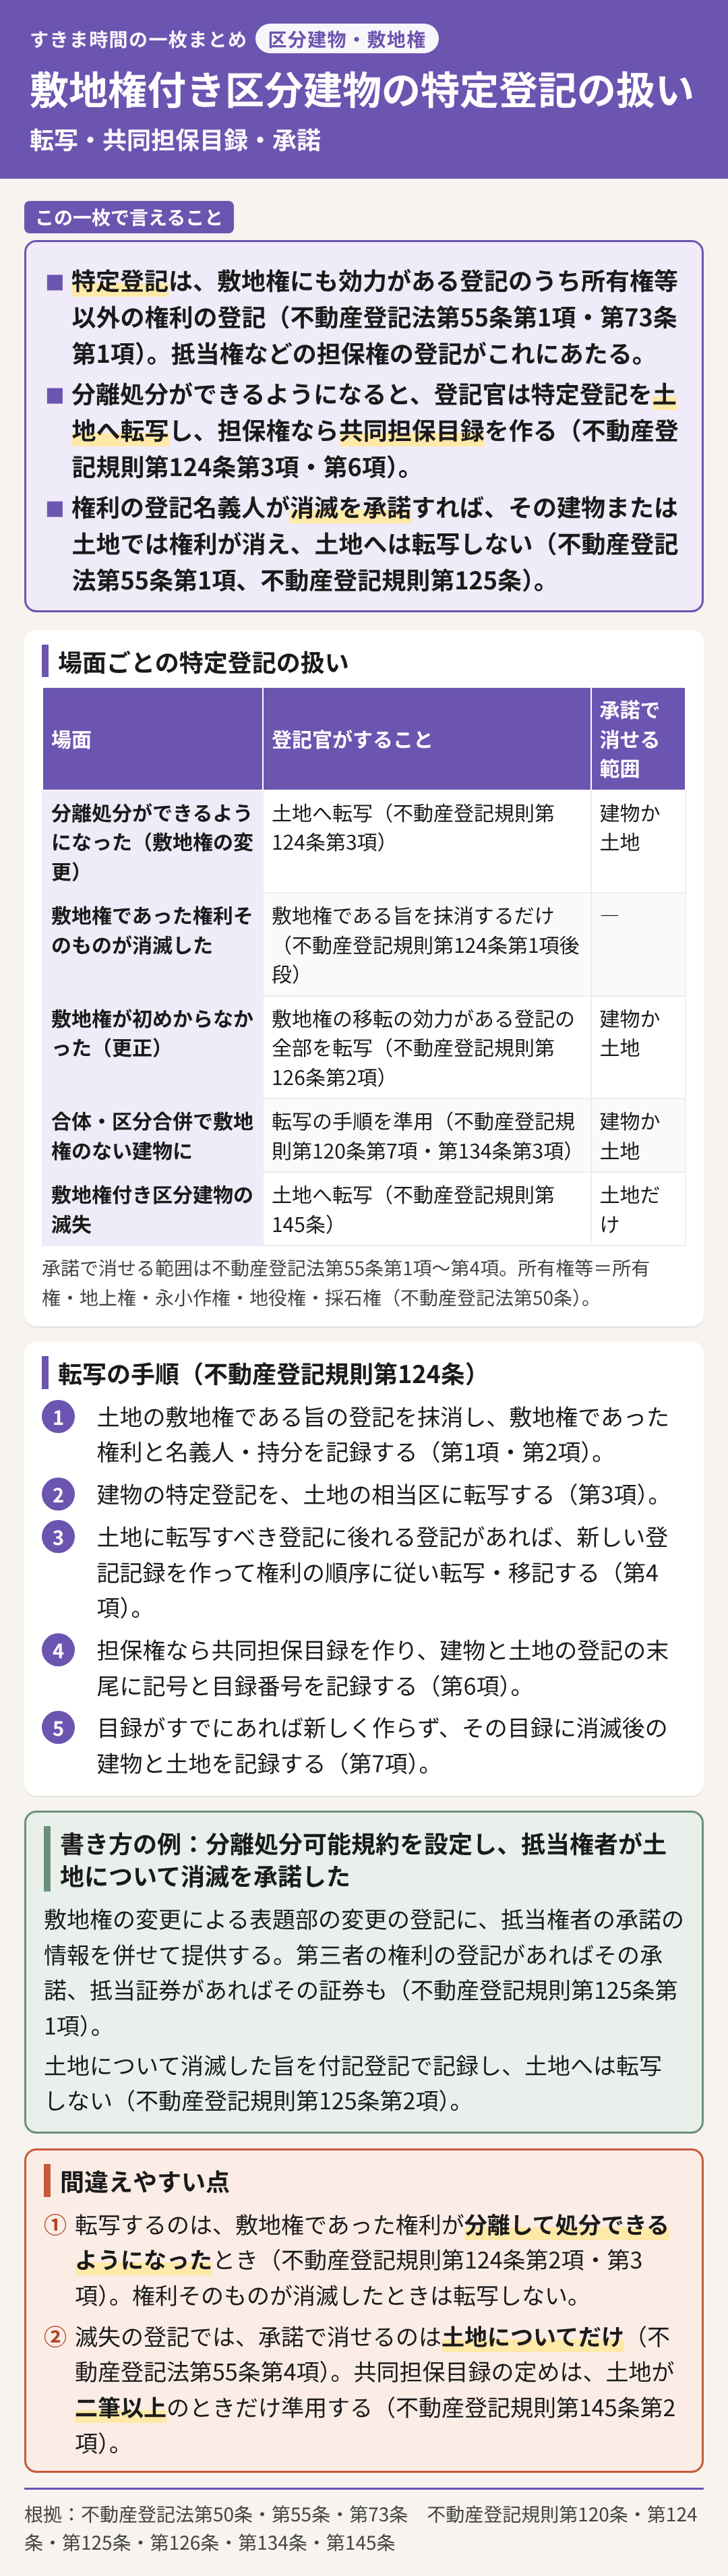 すきま時間の一枚まとめ 区分建物・敷地権
敷地権付き区分建物の特定登記の扱い
転写・共同担保目録・承諾
この一枚で言えること
■ 特定登記は、敷地権にも効力がある登記のうち所有権等
以外の権利の登記（不動産登記法第55条第1項・第73条
第1項）。抵当権などの担保権の登記がこれにあたる。
■ 分離処分ができるようになると、登記官は特定登記を土
地へ転写し、担保権なら共同担保目録を作る（不動産登
記規則第124条第3項・第6項）。
■ 権利の登記名義人が消滅を承諾すれば、その建物または
土地では権利が消え、土地へは転写しない（不動産登記
法第55条第1項、不動産登記規則第125条）。
場面ごとの特定登記の扱い
場面 登記官がすること 承諾で
消せる
範囲
分離処分ができるよう
になった（敷地権の変
更）
土地へ転写（不動産登記規則第
124条第3項）
建物か
土地
敷地権であった権利そ
のものが消滅した
敷地権である旨を抹消するだけ
（不動産登記規則第124条第1項後
段）
—
敷地権が初めからなか
った（更正）
敷地権の移転の効力がある登記の
全部を転写（不動産登記規則第
126条第2項）
建物か
土地
合体・区分合併で敷地
権のない建物に
転写の手順を準用（不動産登記規
則第120条第7項・第134条第3項）
建物か
土地
敷地権付き区分建物の
滅失
土地へ転写（不動産登記規則第
145条）
土地だ
け
承諾で消せる範囲は不動産登記法第55条第1項〜第4項。所有権等＝所有
権・地上権・永小作権・地役権・採石権（不動産登記法第50条）。
転写の手順（不動産登記規則第124条）
1 土地の敷地権である旨の登記を抹消し、敷地権であった
権利と名義人・持分を記録する（第1項・第2項）。
2 建物の特定登記を、土地の相当区に転写する（第3項）。
3 土地に転写すべき登記に後れる登記があれば、新しい登
記記録を作って権利の順序に従い転写・移記する（第4
項）。
4 担保権なら共同担保目録を作り、建物と土地の登記の末
尾に記号と目録番号を記録する（第6項）。
5 目録がすでにあれば新しく作らず、その目録に消滅後の
建物と土地を記録する（第7項）。
書き方の例：分離処分可能規約を設定し、抵当権者が土
地について消滅を承諾した
敷地権の変更による表題部の変更の登記に、抵当権者の承諾の
情報を併せて提供する。第三者の権利の登記があればその承
諾、抵当証券があればその証券も（不動産登記規則第125条第
1項）。
土地について消滅した旨を付記登記で記録し、土地へは転写
しない（不動産登記規則第125条第2項）。
間違えやすい点
① 転写するのは、敷地権であった権利が分離して処分できる
ようになったとき（不動産登記規則第124条第2項・第3
項）。権利そのものが消滅したときは転写しない。
② 滅失の登記では、承諾で消せるのは土地についてだけ（不
動産登記法第55条第4項）。共同担保目録の定めは、土地が
二筆以上のときだけ準用する（不動産登記規則第145条第2
項）。
根拠：不動産登記法第50条・第55条・第73条　不動産登記規則第120条・第124
条・第125条・第126条・第134条・第145条